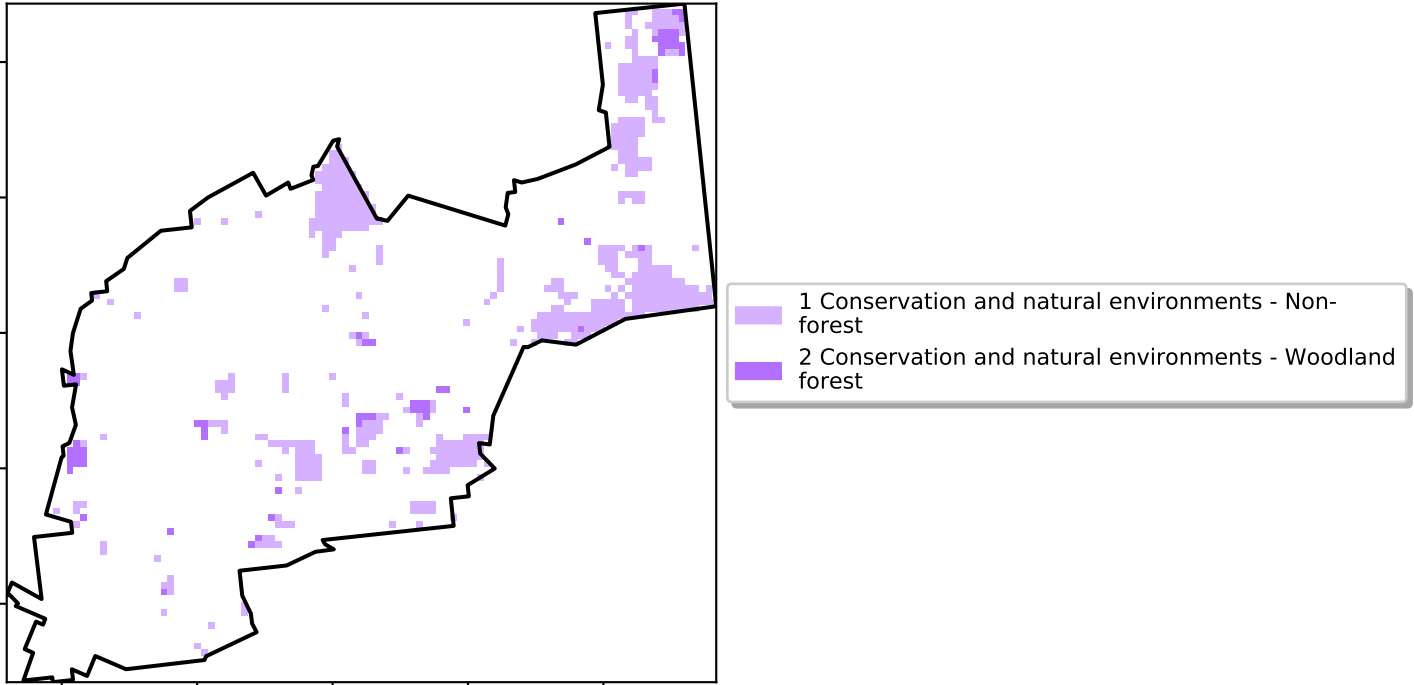 1 Conservation and natural environments - Non-
forest
2 Conservation and natural environments - Woodland
forest